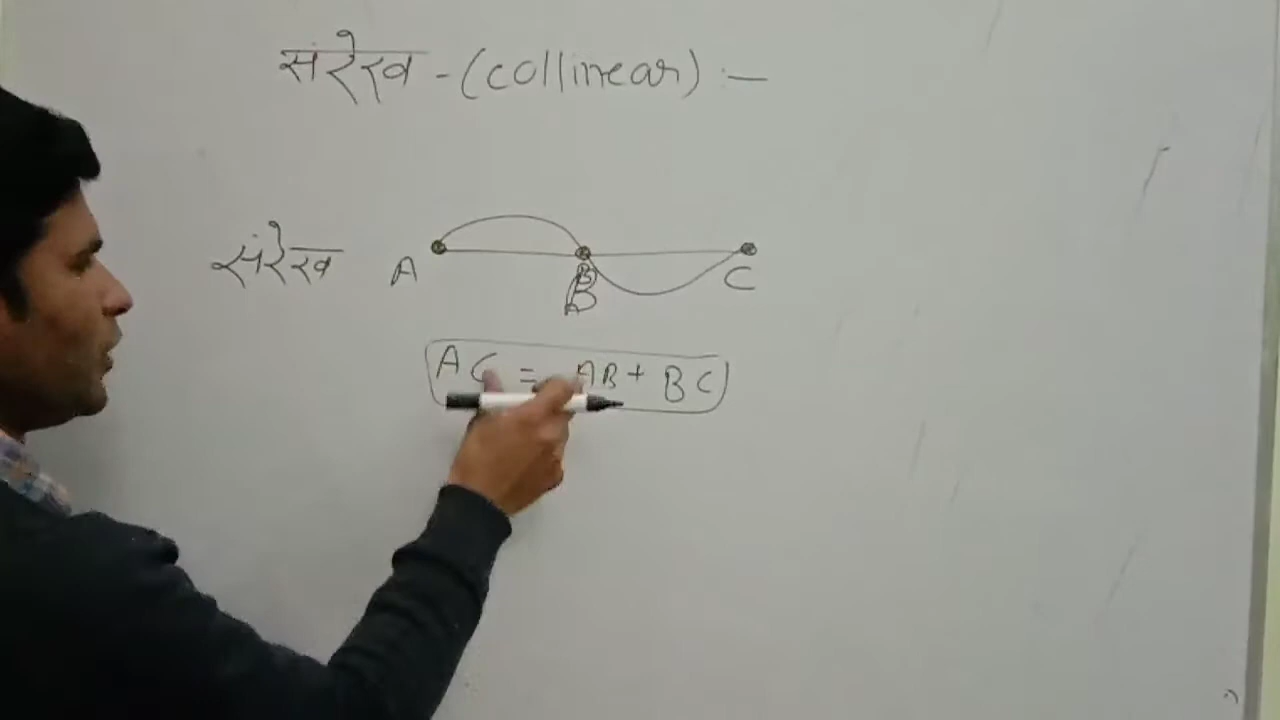 संरेख - (collinear) :-
संरेख A B C
AC = AB + BC